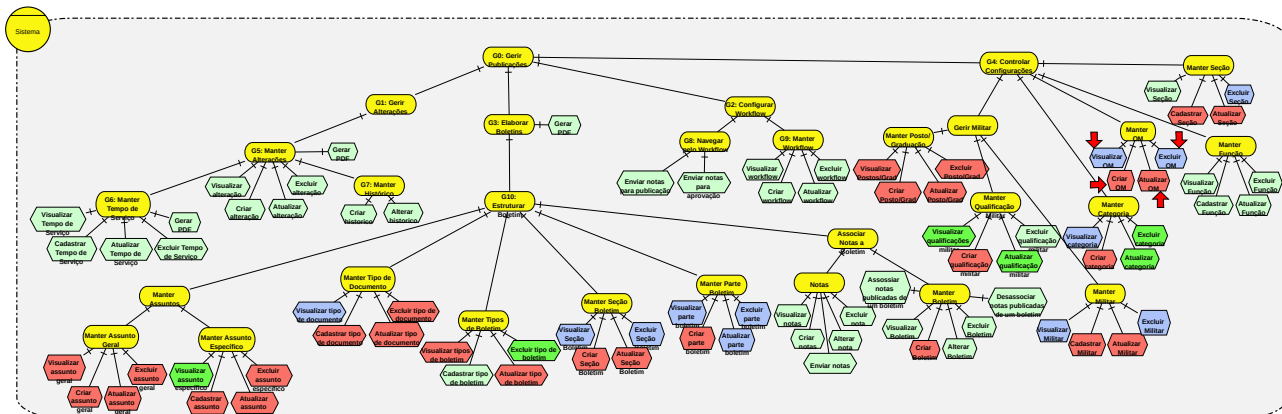 Sistema
G0: Gerir
Publicações
G4: Controlar
Configurações
Manter Seção
Visualizar
Seção
Excluir
Seção
Cadastrar
Seção
Atualizar
Seção
G1: Gerir
Alterações
G3: Elaborar
Boletins
Gerar
PDF
G2: Configurar
Workflow
G8: Navegar
pelo Workflow
Enviar notas
para publicação
Enviar notas
para
aprovação
G9: Manter
Workflow
Visualizar
workflow
Excluir
workflow
Criar
workflow
Atualizar
workflow
Manter Posto/
Graduação
Visualizar
Postos/Grad
Excluir
Posto/Grad
Criar
Posto/Grad
Atualizar
Posto/Grad
Gerir Militar
Manter
OM
Visualizar
OM
Excluir
OM
Criar
OM
Atualizar
OM
Manter
Função
Visualizar
Função
Excluir
Função
Cadastrar
Função
Atualizar
Função
G5: Manter
Alterações
Gerar
PDF
Visualizar
alteração
Excluir
alteração
Criar
alteração
Atualizar
alteração
G7: Manter
Histórico
Criar
historico
Alterar
historico
G6: Manter
Tempo de
Serviço
Visualizar
Tempo de
Serviço
Gerar
PDF
Cadastrar
Tempo de
Serviço
Atualizar
Tempo de
Serviço
Excluir Tempo
de Serviço
G10:
Estruturar
Boletim
Manter
Qualificação
Militar
Visualizar
qualificações
militar
Excluir
qualificação
militar
Criar
qualificação
militar
Atualizar
qualificação
militar
Manter
Categoria
Visualizar
categoria
Excluir
categoria
Criar
categoria
Atualizar
categoria
Associar
Notas a
Boletim
Manter
Assuntos
Manter Assunto
Geral
Visualizar
assunto
geral
Excluir
assunto
geral
Criar
assunto
geral
Atualizar
assunto
geral
Manter Assunto
Específico
Visualizar
assunto
específico
Excluir
assunto
específico
Cadastrar
assunto
Atualizar
assunto
Manter Tipo de
Documento
Visualizar tipo
de documento
Excluir tipo de
documento
Cadastrar tipo
de documento
Atualizar tipo
de documento
Manter Tipos
de Boletim
Visualizar tipos
de boletim
Excluir tipo de
boletim
Cadastrar tipo
de boletim
Atualizar tipo
de boletim
Manter Seção
Boletim
Visualizar
Seção
Boletim
Excluir
Seção
Boletim
Criar
Seção
Boletim
Atualizar
Seção
Boletim
Manter Parte
Boletim
Visualizar
parte
boletim
Excluir
parte
boletim
Criar
parte
boletim
Atualizar
parte
boletim
Notas
Visualizar
notas
Excluir
nota
Criar
notas
Alterar
nota
Enviar notas
Manter
Boletim
Assossiar
notas
publicadas de
um boletim
Desassociar
notas publicadas
de um boletim
Visualizar
Boletim
Excluir
Boletim
Criar
Boletim
Alterar
Boletim
Manter
Militar
Visualizar
Militar
Excluir
Militar
Cadastrar
Militar
Atualizar
Militar